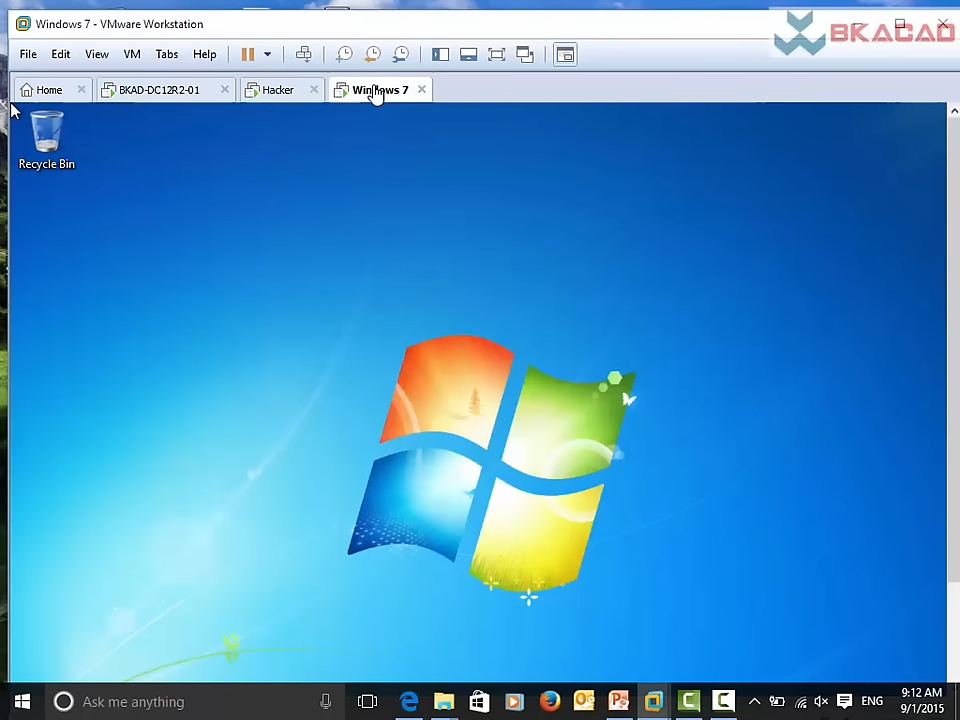 Windows 7 - VMware Workstation
BKACAD
File Edit View VM Tabs Help
Home BKAD-DC12R2-01 Hacker Windows 7
Recycle Bin
Ask me anything
ENG
9:12 AM
9/1/2015